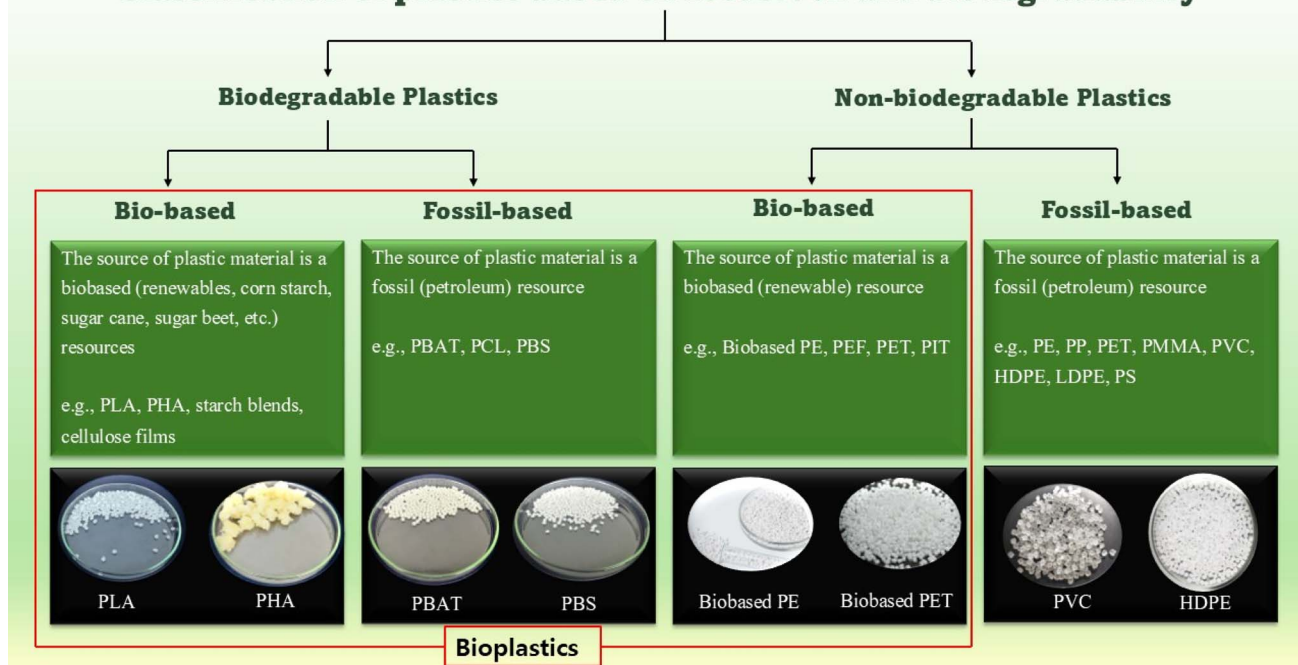 Biodegradable Plastics
Non-biodegradable Plastics
Bio-based
The source of plastic material is a
biobased (renewables, corn starch,
sugar cane, sugar beet, etc.)
resources
e.g., PLA, PHA, starch blends,
cellulose films
PLA
PHA
Fossil-based
The source of plastic material is a
fossil (petroleum) resource
e.g., PBAT, PCL, PBS
PBAT
PBS
Bio-based
The source of plastic material is a
biobased (renewable) resource
e.g., Biobased PE, PEF, PET, PIT
Biobased PE
Biobased PET
Fossil-based
The source of plastic material is a
fossil (petroleum) resource
e.g., PE, PP, PET, PMMA, PVC,
HDPE, LDPE, PS
PVC
HDPE
Bioplastics